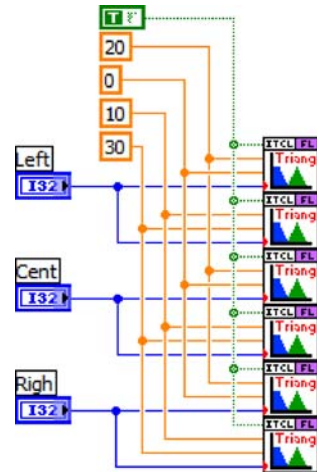 T F
20
0
10
30
Left
I32
Cent
I32
Righ
I32
ITCL FL
Triang
ITCL FL
Triang
ITCL FL
Triang
ITCL FL
Triang
ITCL FL
Triang
ITCL FL
Triang